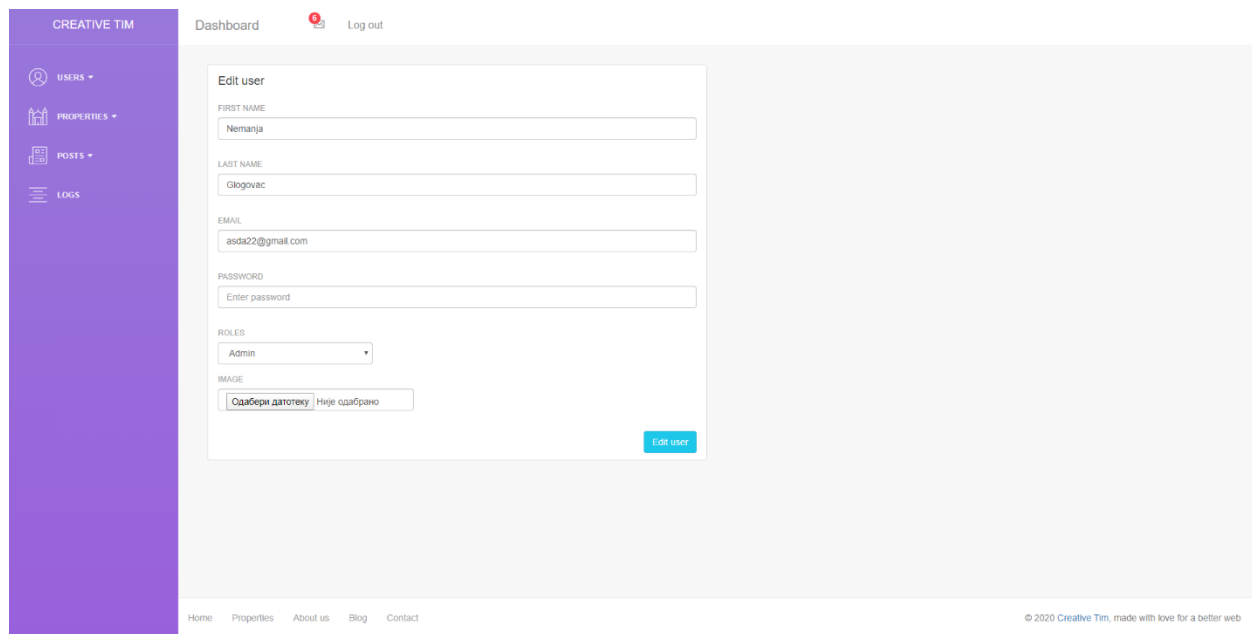 CREATIVE TIM
USERS
PROPERTIES
POSTS
LOGS
Dashboard
6
Log out
Edit user
FIRST NAME
Nemanja
LAST NAME
Glogovac
EMAIL
asda22@gmail.com
PASSWORD
Enter password
ROLES
Admin
IMAGE
Одабери датотеку Није одабрано
Edit user
Home Properties About us Blog Contact
© 2020 Creative Tim, made with love for a better web